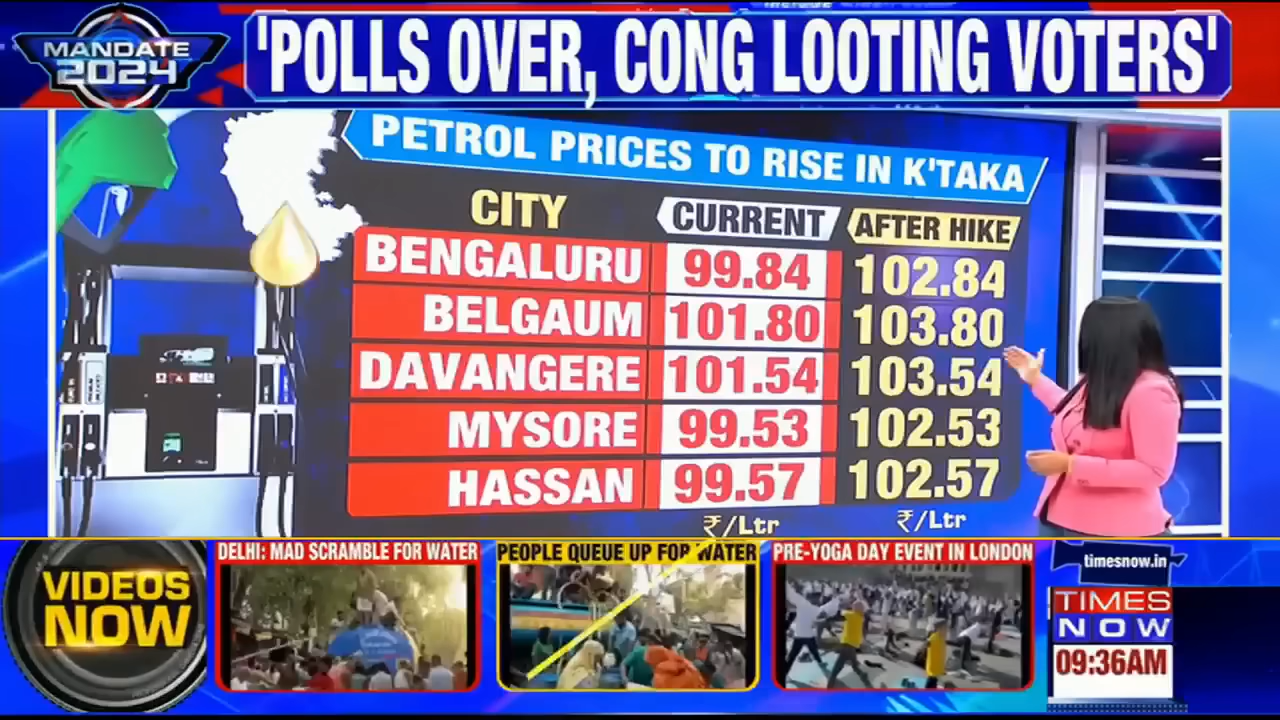 MANDATE
2024
'POLLS OVER, CONG LOOTING VOTERS'
PETROL PRICES TO RISE IN K'TAKA
CITY CURRENT AFTER HIKE
BENGALURU 99.84 102.84
BELGAUM 101.80 103.80
DAVANGERE 101.54 103.54
MYSORE 99.53 102.53
HASSAN 99.57 102.57
₹/Ltr ₹/Ltr
VIDEOS
NOW
DELHI: MAD SCRAMBLE FOR WATER
PEOPLE QUEUE UP FOR WATER
PRE-YOGA DAY EVENT IN LONDON
timesnow.in
TIMES
NOW
09:36AM